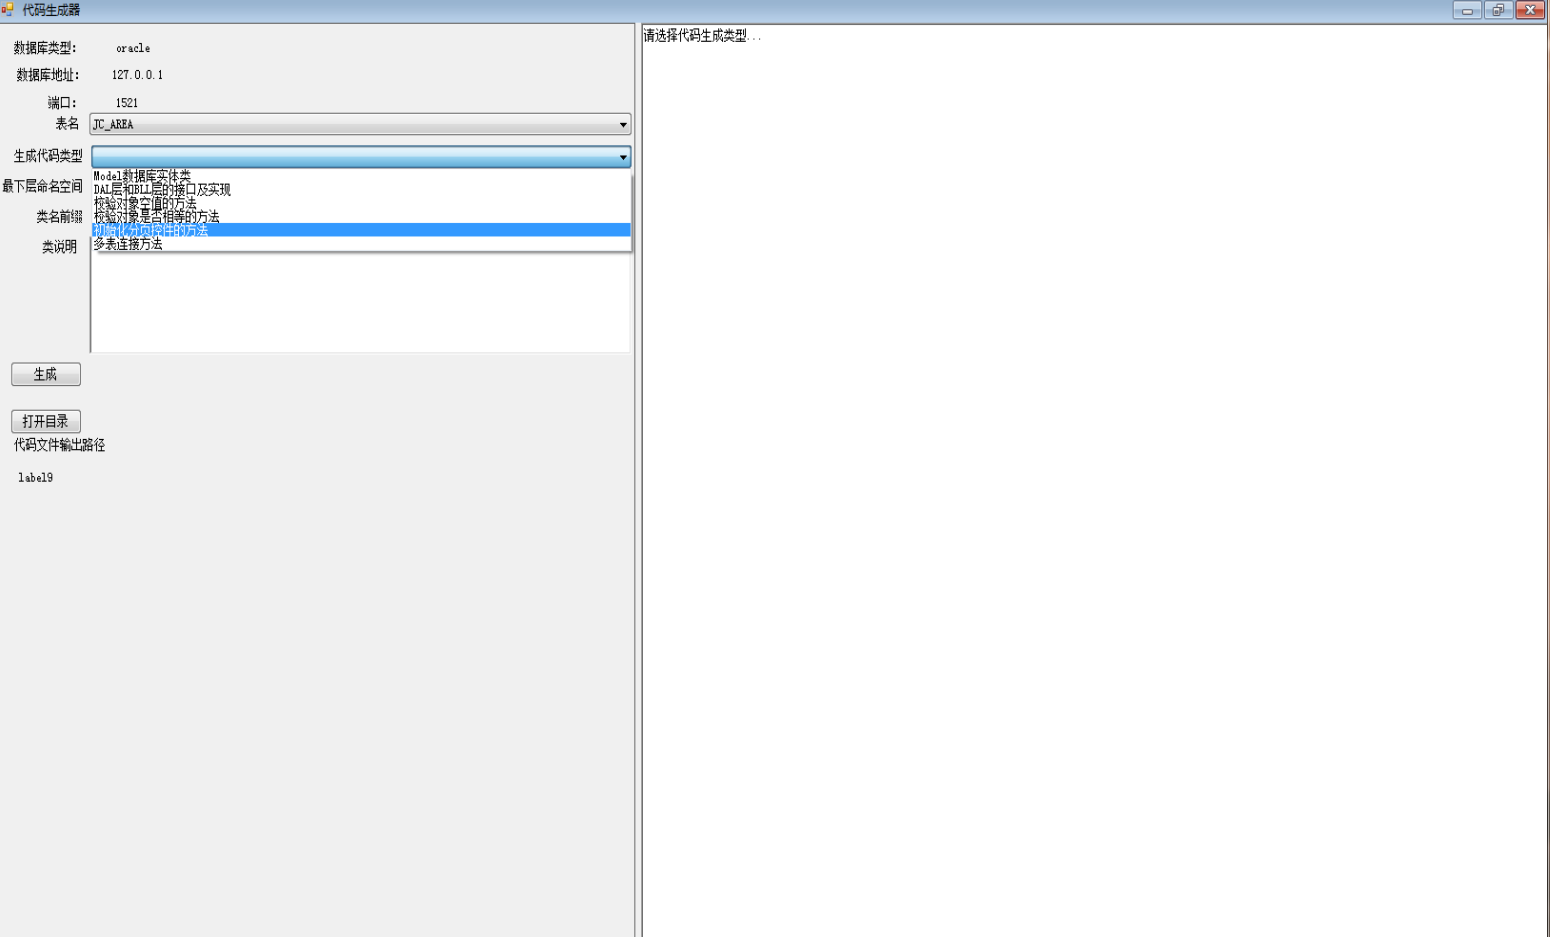 代码生成器
数据库类型： oracle
数据库地址： 127.0.0.1
端口： 1521
表名 JC_AREA
生成代码类型
Model数据库实体类
最下层命名空间 DAL层和BLL层的接口及实现
校验对象空值的方法
类名前缀 校验对象是否相等的方法
初始化分页控件的方法
类说明 多表连接方法
生成
打开目录
代码文件输出路径
label9
请选择代码生成类型...